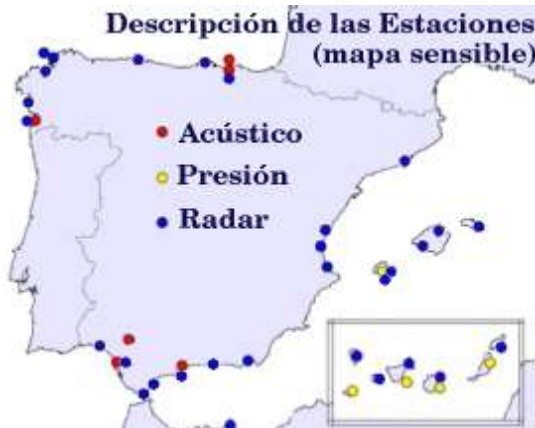 Descripción de las Estaciones
(mapa sensible)
Acústico
Presión
Radar